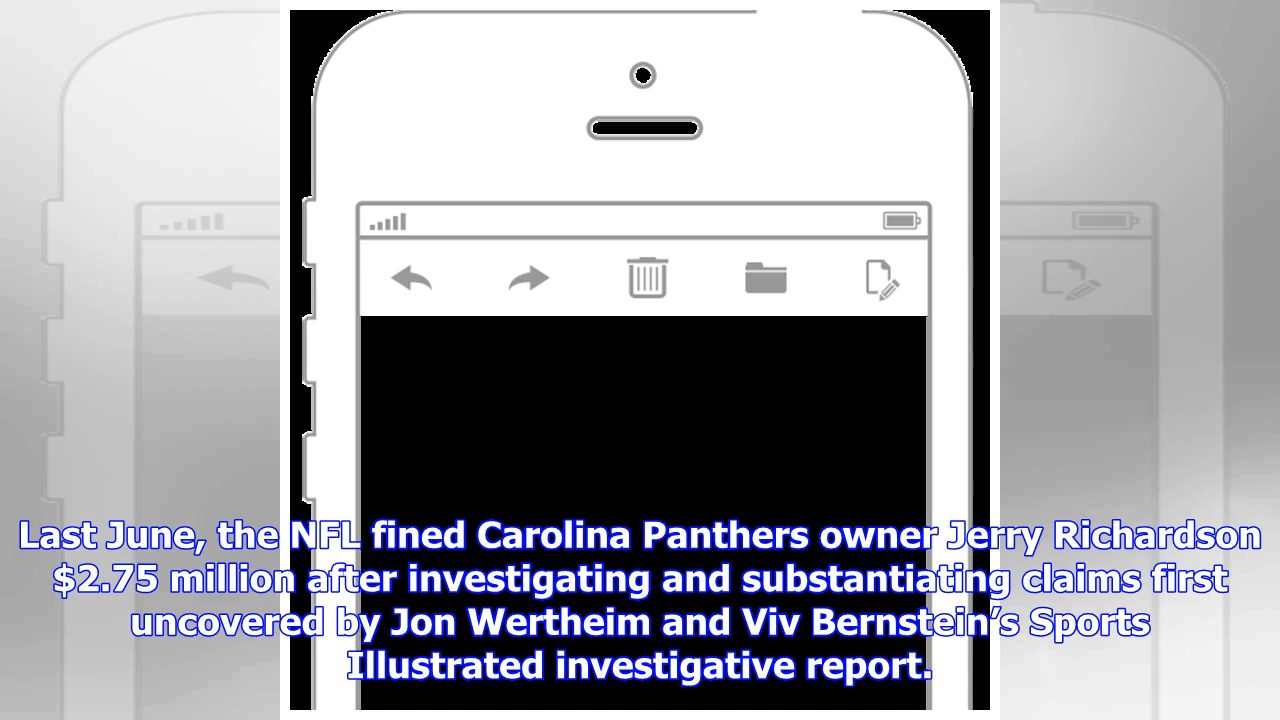 Last June, the NFL fined Carolina Panthers owner Jerry Richardson
$2.75 million after investigating and substantiating claims first
uncovered by Jon Wertheim and Viv Bernstein’s Sports
Illustrated investigative report.